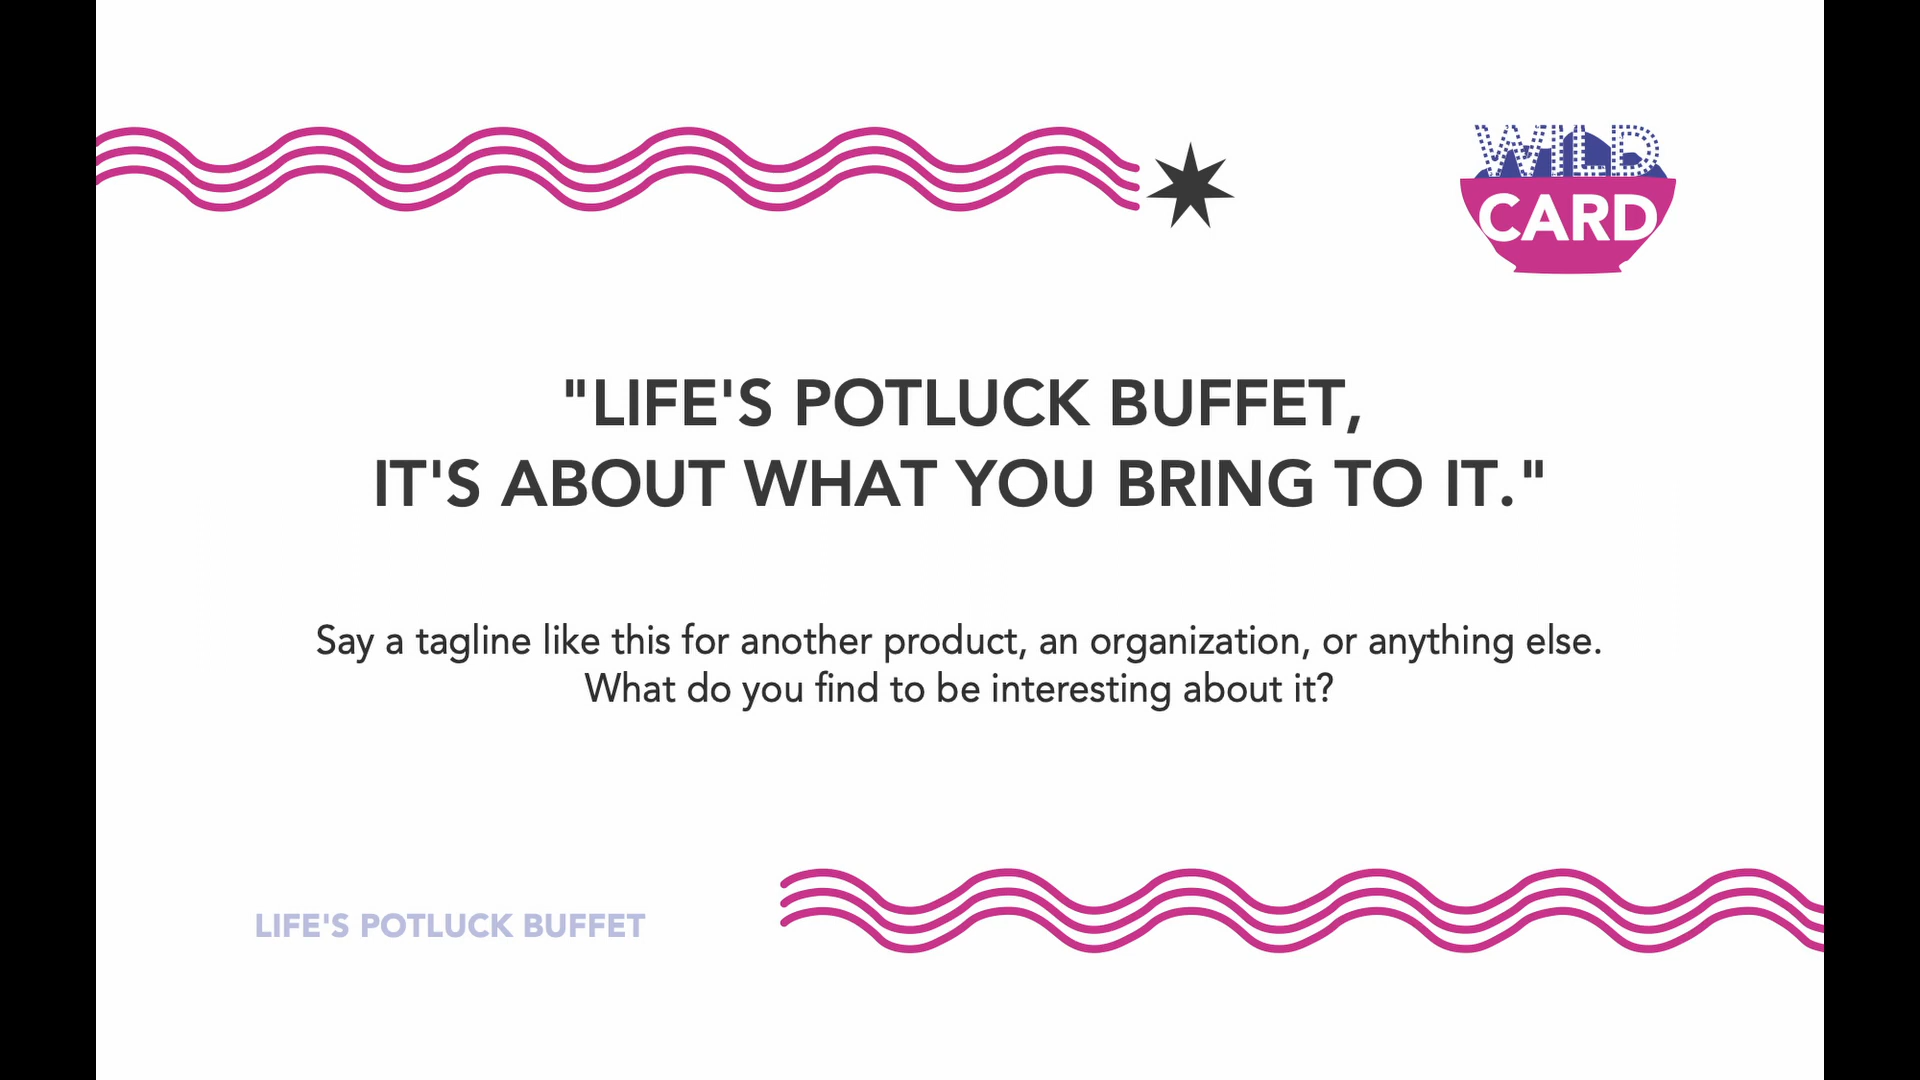 WILD
CARD
"LIFE'S POTLUCK BUFFET,
IT'S ABOUT WHAT YOU BRING TO IT."
Say a tagline like this for another product, an organization, or anything else.
What do you find to be interesting about it?
LIFE'S POTLUCK BUFFET